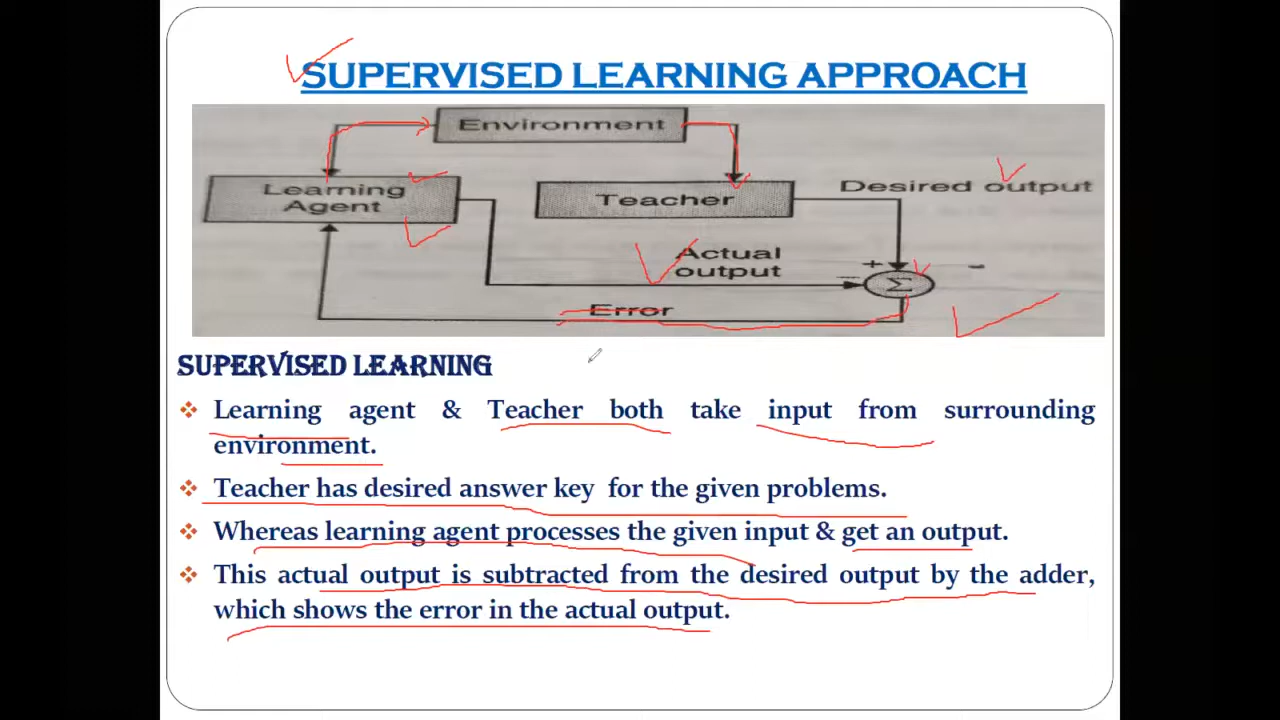 SUPERVISED LEARNING APPROACH
Environment
Learning
Agent
Teacher
Desired output
Actual
output
+
−
-
Σ
Error
SUPERVISED LEARNING
❖ Learning agent & Teacher both take input from surrounding
environment.
❖ Teacher has desired answer key for the given problems.
❖ Whereas learning agent processes the given input & get an output.
❖ This actual output is subtracted from the desired output by the adder,
which shows the error in the actual output.